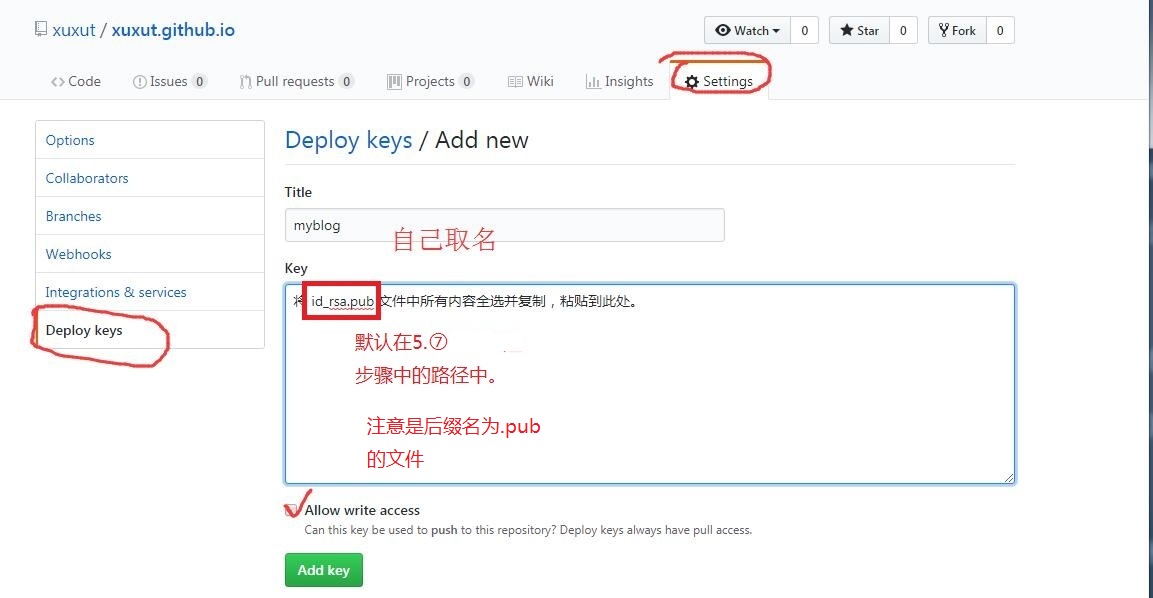 xuxut / xuxut.github.io
Watch 0 Star 0 Fork 0
Code Issues 0 Pull requests 0 Projects 0 Wiki Insights Settings
Options
Collaborators
Branches
Webhooks
Integrations & services
Deploy keys
Deploy keys / Add new
Title
myblog
自己取名
Key
将 id_rsa.pub 文件中所有内容全选并复制，粘贴到此处。
默认在5.⑦
步骤中的路径中。
注意是后缀名为.pub
的文件
Allow write access
Can this key be used to push to this repository? Deploy keys always have pull access.
Add key